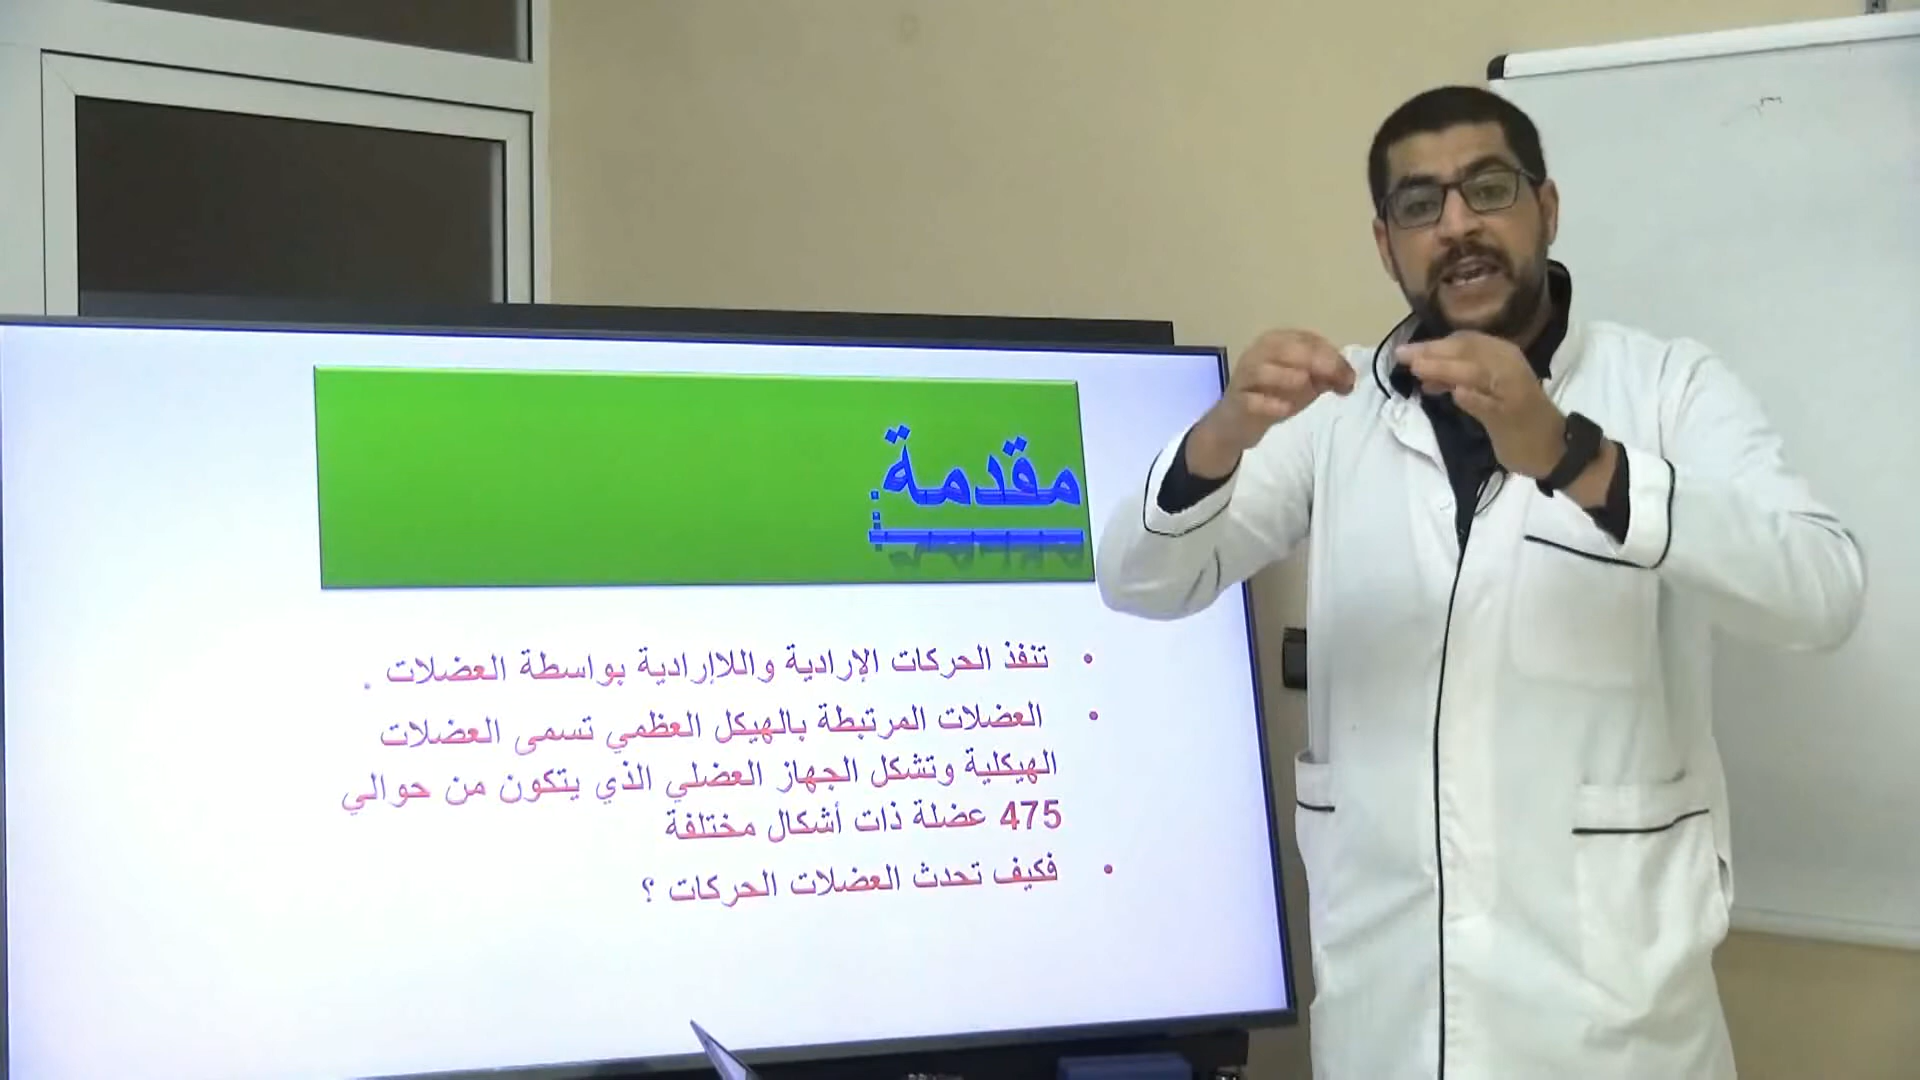 مقدمة:
• تنفذ الحركات الإرادية واللاإرادية بواسطة العضلات .
• العضلات المرتبطة بالهيكل العظمي تسمى العضلات
الهيكلية وتشكل الجهاز العضلي الذي يتكون من حوالي
475 عضلة ذات أشكال مختلفة
• فكيف تحدث العضلات الحركات ؟